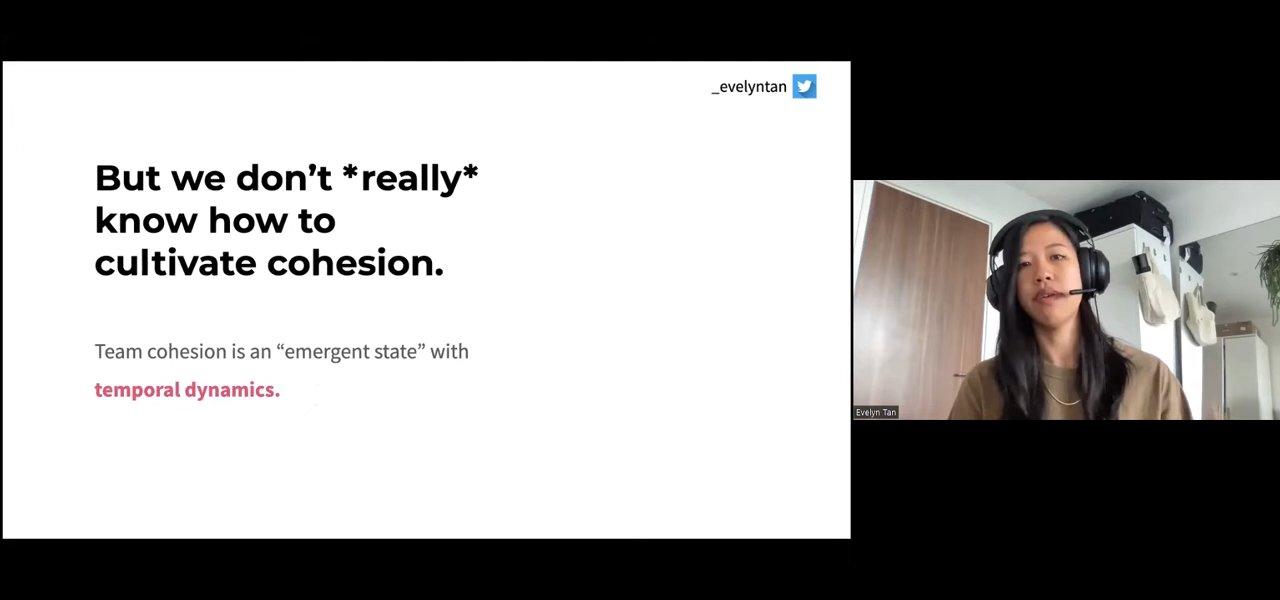 _evelyntan
But we don’t *really*
know how to
cultivate cohesion.
Team cohesion is an “emergent state” with
temporal dynamics.
Evelyn Tan